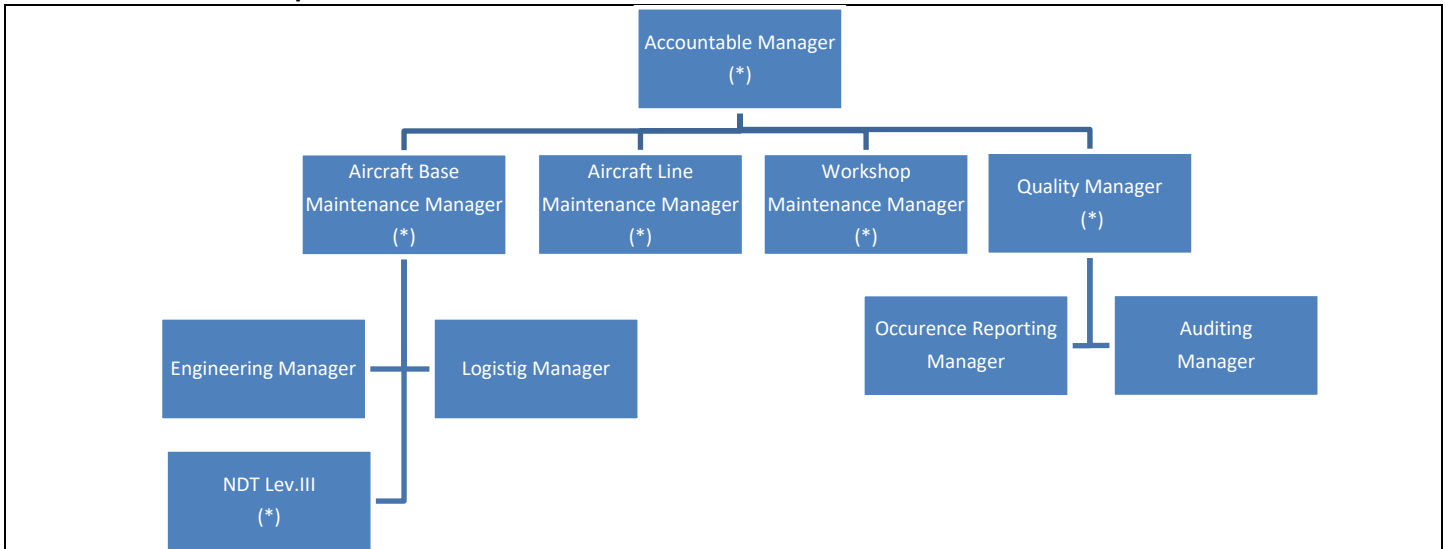 Accountable Manager
(*)
Aircraft Base
Maintenance Manager
(*)
Aircraft Line
Maintenance Manager
(*)
Workshop
Maintenance Manager
(*)
Quality Manager
(*)
Engineering Manager
Logistig Manager
Occurence Reporting
Manager
Auditing
Manager
NDT Lev.III
(*)